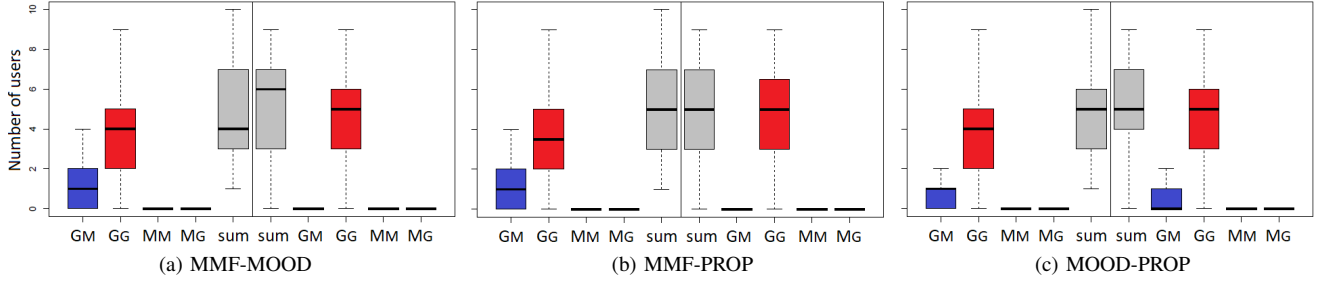 Number of users
10
8
6
4
2
0
GM GG MM MG sum sum GM GG MM MG
GM GG MM MG sum sum GM GG MM MG
GM GG MM MG sum sum GM GG MM MG
(a) MMF-MOOD
(b) MMF-PROP
(c) MOOD-PROP